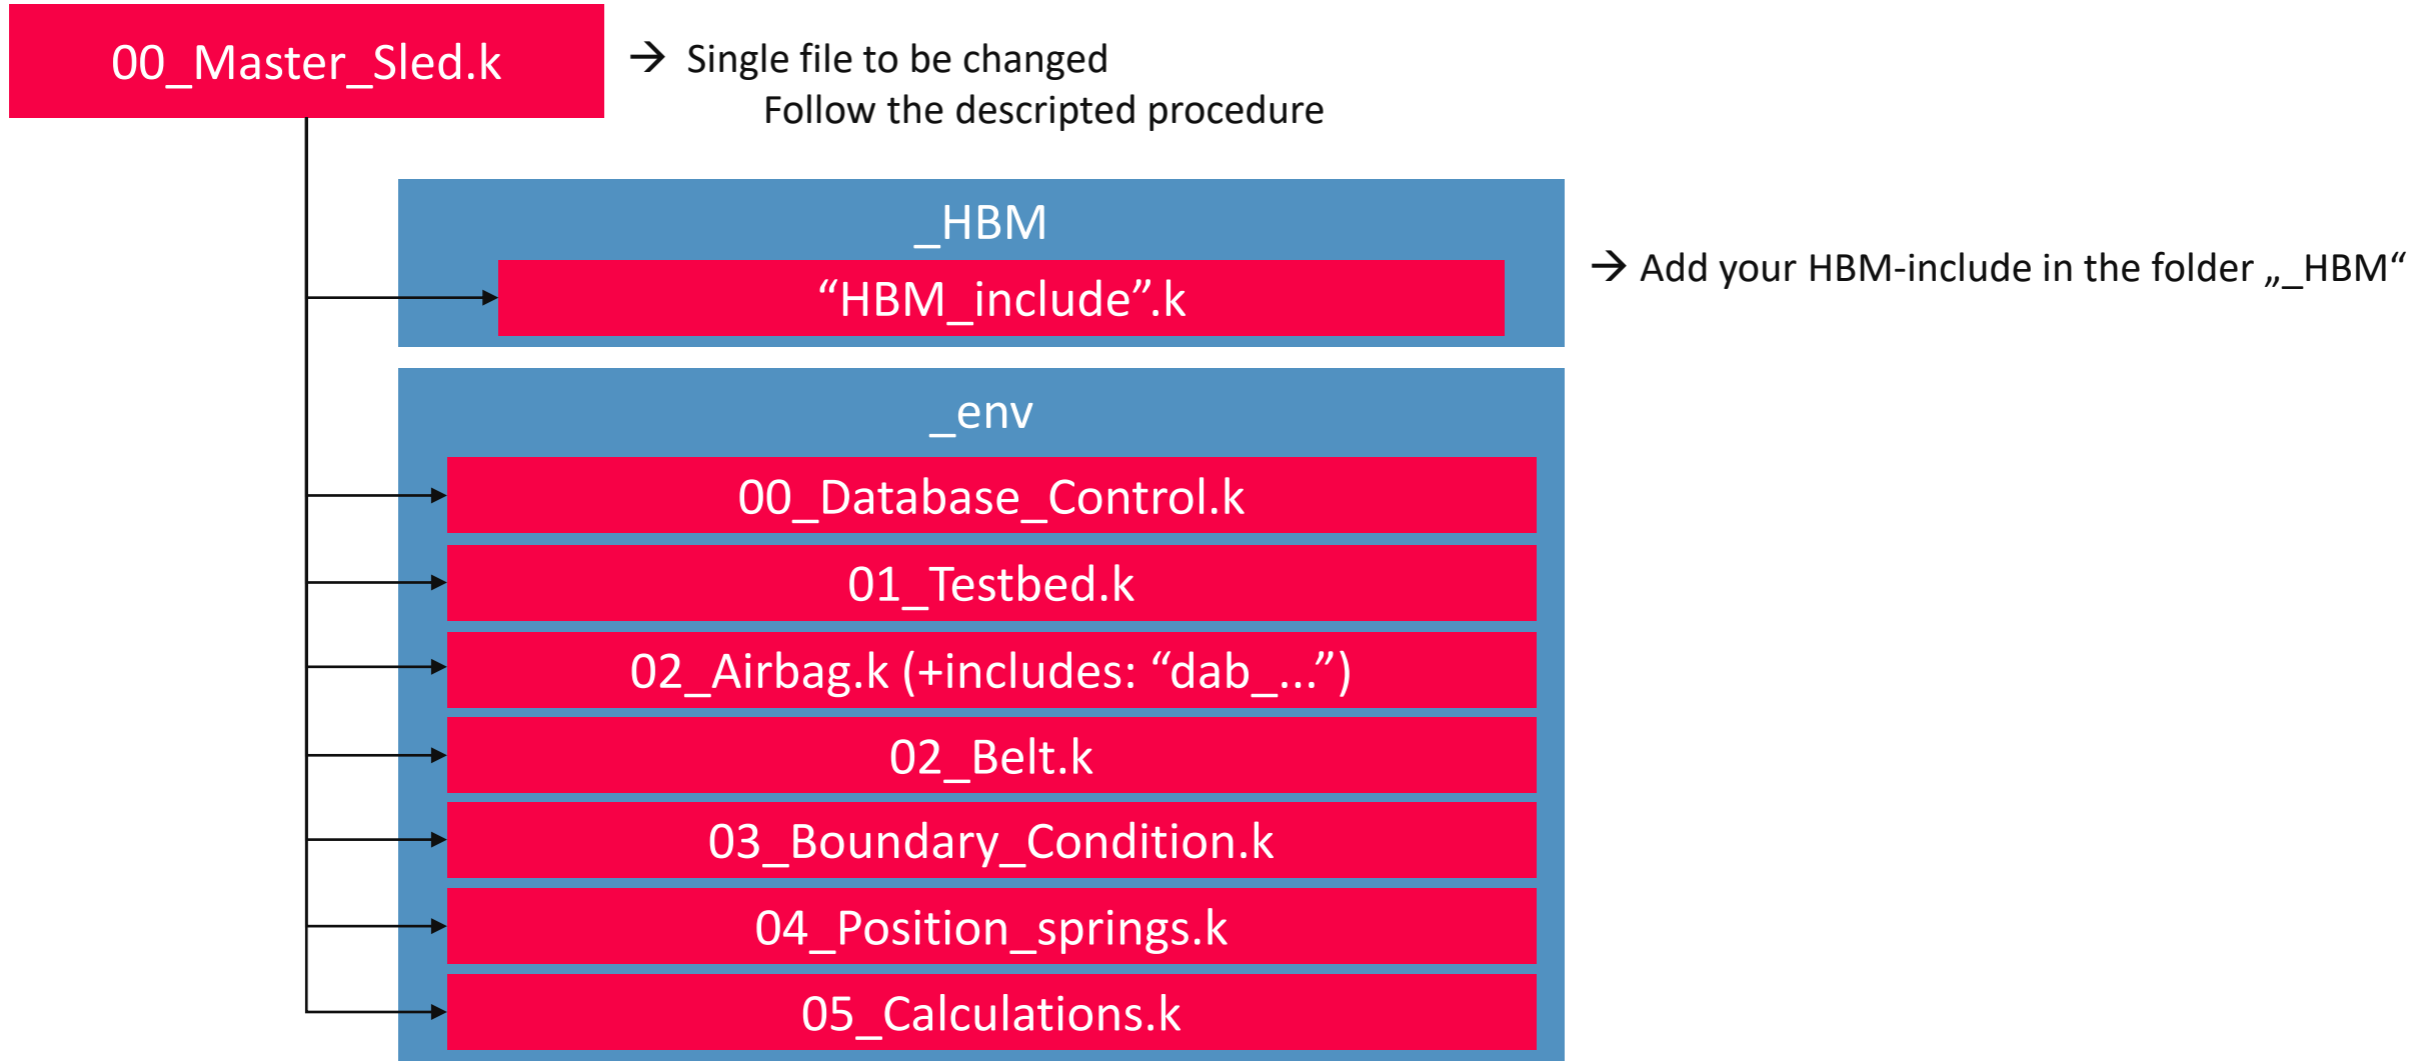 00_Master_Sled.k
→ Single file to be changed
Follow the descripted procedure
_HBM
“HBM_include”.k
→ Add your HBM-include in the folder „_HBM“
_env
00_Database_Control.k
01_Testbed.k
02_Airbag.k (+includes: “dab_...”)
02_Belt.k
03_Boundary_Condition.k
04_Position_springs.k
05_Calculations.k